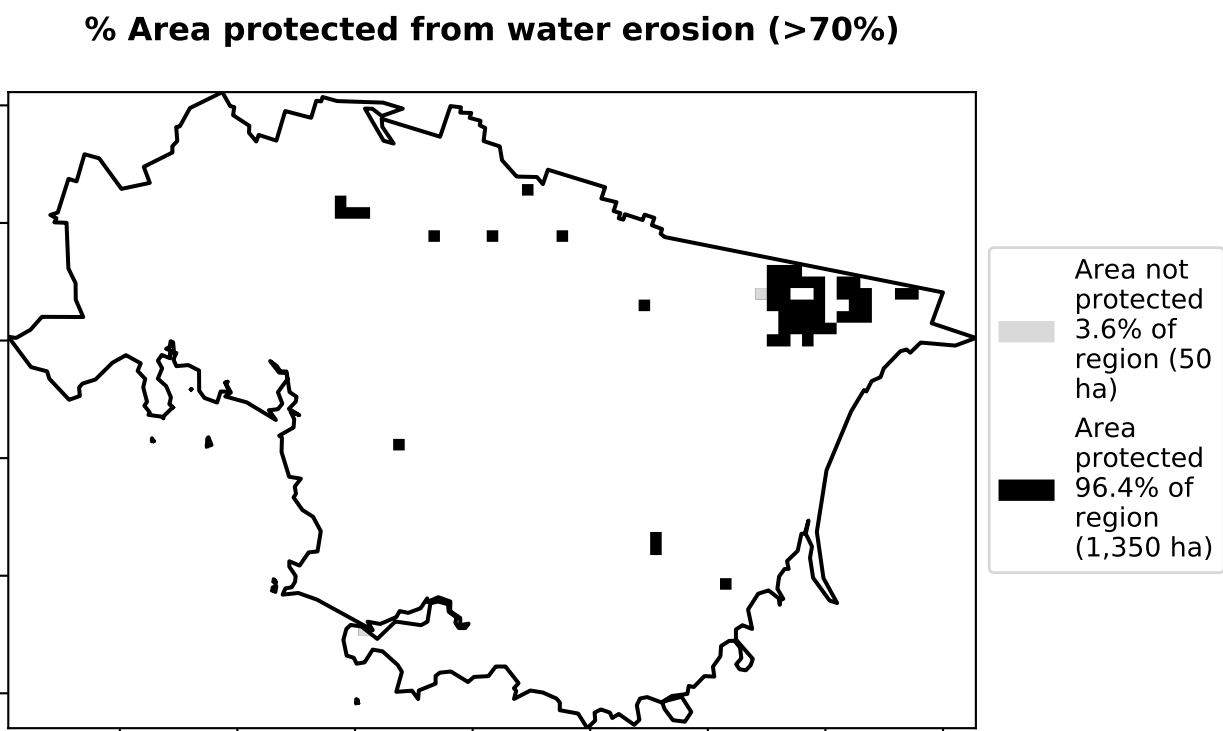 % Area protected from water erosion (>70%)
Area not
protected
3.6% of
region (50
ha)
Area
protected
96.4% of
region
(1,350 ha)